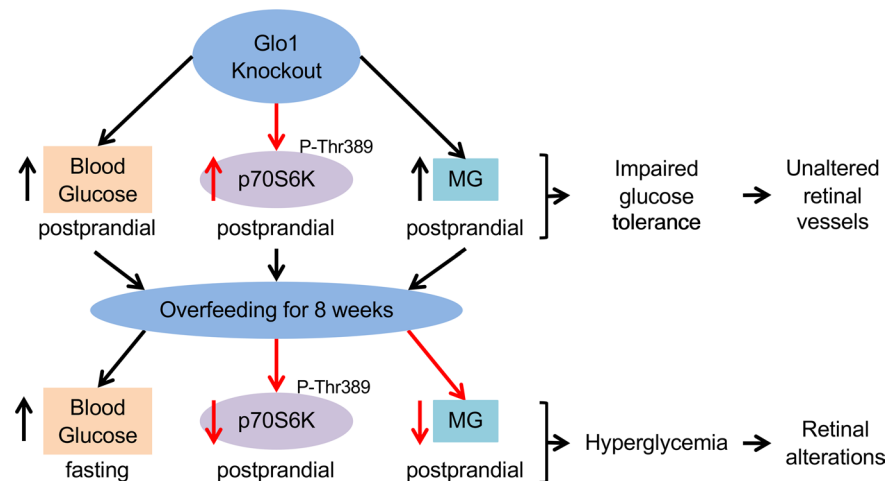 Glo1
Knockout
P-Thr389
Blood
Glucose
p70S6K
MG
postprandial
postprandial
postprandial
Impaired
glucose
tolerance
Unaltered
retinal
vessels
Overfeeding for 8 weeks
P-Thr389
Blood
Glucose
p70S6K
MG
fasting
postprandial
postprandial
Hyperglycemia
Retinal
alterations